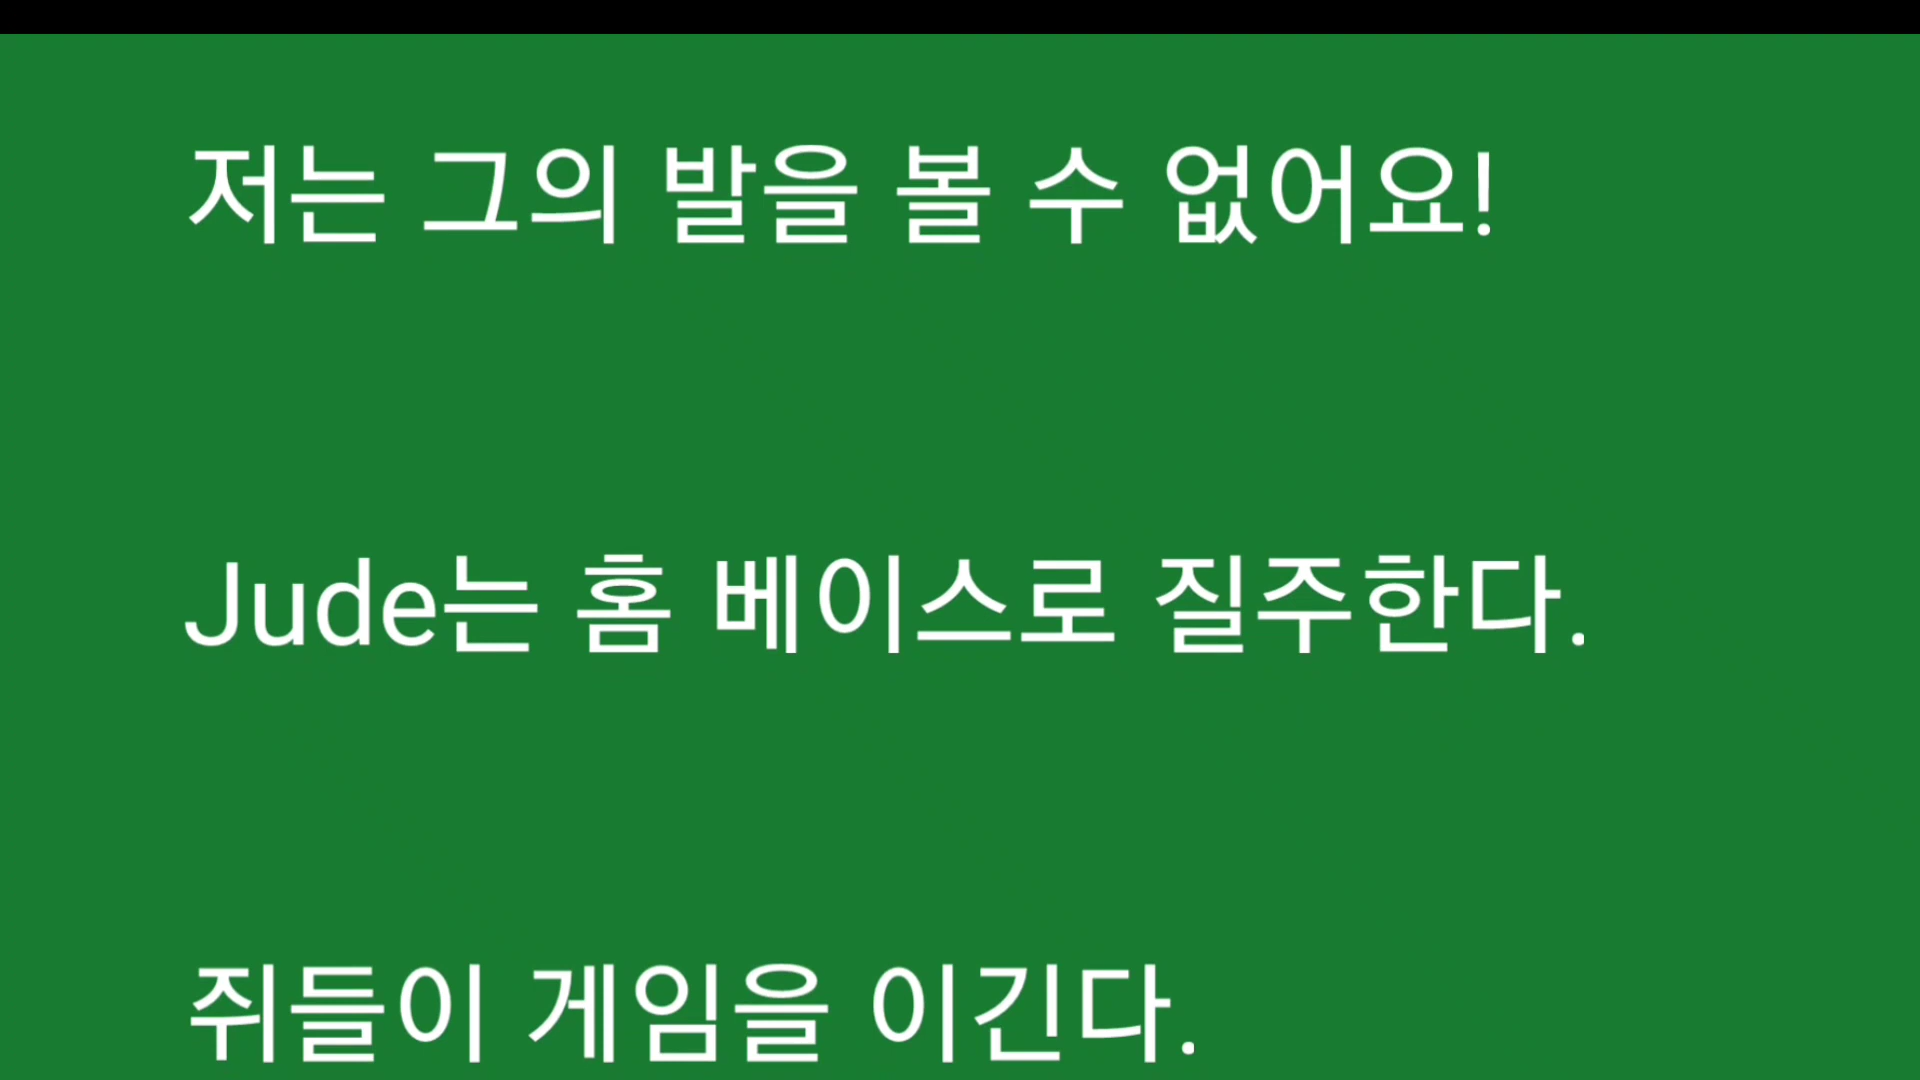 저는 그의 발을 볼 수 없어요!
Jude는 홈 베이스로 질주한다.
쥐들이 게임을 이긴다.